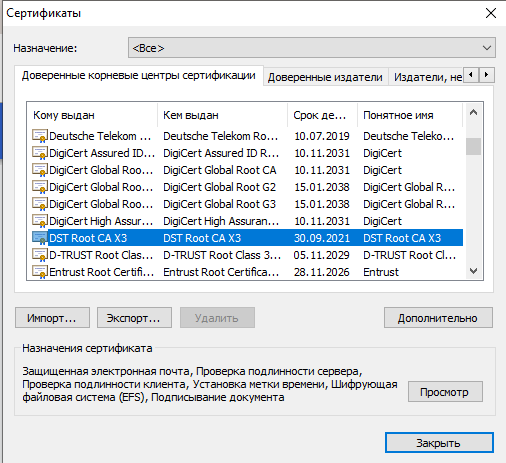 Сертификаты
Назначение: <Все>
Доверенные корневые центры сертификации Доверенные издатели Издатели, не
Кому выдан Кем выдан Срок де... Понятное имя
Deutsche Telekom ... Deutsche Telekom Ro... 10.07.2019 Deutsche Teleko...
DigiCert Assured ID... DigiCert Assured ID R... 10.11.2031 DigiCert
DigiCert Global Roo... DigiCert Global Root CA 10.11.2031 DigiCert
DigiCert Global Roo... DigiCert Global Root G2 15.01.2038 DigiCert Global R...
DigiCert Global Roo... DigiCert Global Root G3 15.01.2038 DigiCert Global R...
DigiCert High Assur... DigiCert High Assuran... 10.11.2031 DigiCert
DST Root CA X3 DST Root CA X3 30.09.2021 DST Root CA X3
D-TRUST Root Clas... D-TRUST Root Class 3... 05.11.2029 D-TRUST Root Cl...
Entrust Root Certifi... Entrust Root Certifica... 28.11.2026 Entrust
Импорт... Экспорт... Удалить Дополнительно
Назначения сертификата
Защищенная электронная почта, Проверка подлинности сервера,
Проверка подлинности клиента, Установка метки времени, Шифрующая
файловая система (EFS), Подписывание документа
Просмотр
Закрыть